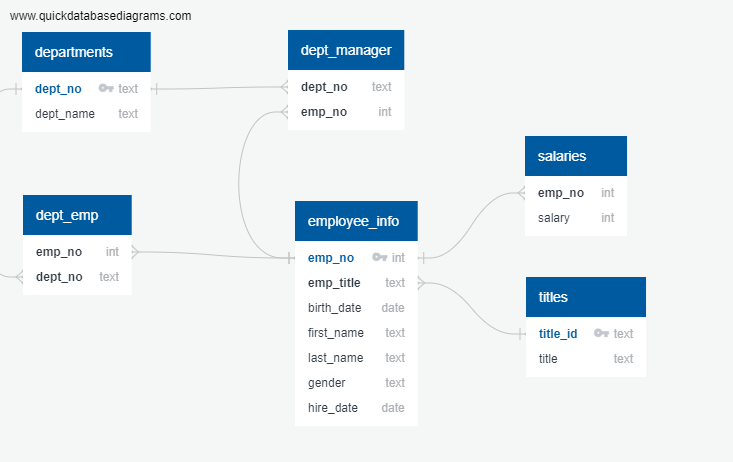 www.quickdatabasediagrams.com
departments
dept_no text
dept_name text
dept_manager
dept_no text
emp_no int
salaries
emp_no int
salary int
dept_emp
emp_no int
dept_no text
employee_info
emp_no int
emp_title text
birth_date date
first_name text
last_name text
gender text
hire_date date
titles
title_id text
title text